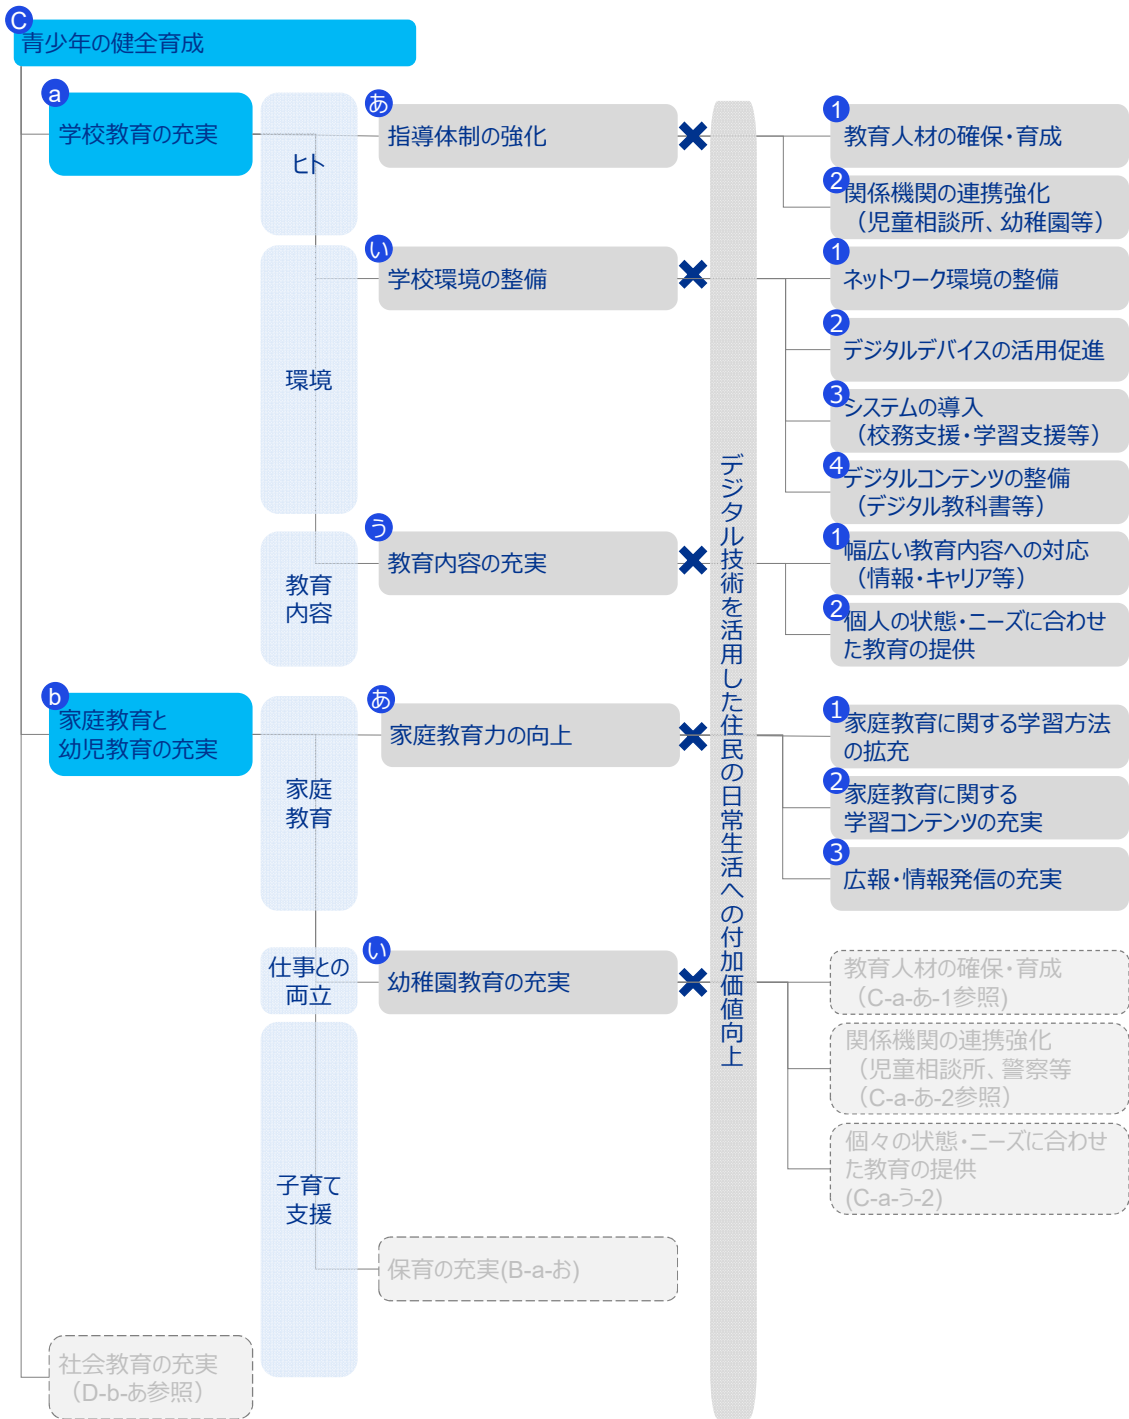 C
青少年の健全育成
a
学校教育の充実
ヒト
あ
指導体制の強化
1
教育人材の確保・育成
2
関係機関の連携強化
（児童相談所、幼稚園等）
環境
い
学校環境の整備
1
ネットワーク環境の整備
2
デジタルデバイスの活用促進
3
システムの導入
（校務支援・学習支援等）
4
デジタルコンテンツの整備
（デジタル教科書等）
教育
内容
う
教育内容の充実
1
幅広い教育内容への対応
（情報・キャリア等）
2
個人の状態・ニーズに合わせ
た教育の提供
デジタル技術を活用した住民の日常生活への付加価値向上
b
家庭教育と
幼児教育の充実
家庭
教育
あ
家庭教育力の向上
1
家庭教育に関する学習方法
の拡充
2
家庭教育に関する
学習コンテンツの充実
3
広報・情報発信の充実
仕事との
両立
い
幼稚園教育の充実
教育人材の確保・育成
（C-a-あ-1参照)
関係機関の連携強化
（児童相談所、警察等
（C-a-あ-2参照）
個々の状態・ニーズに合わせ
た教育の提供
(C-a-う-2)
子育て
支援
保育の充実(B-a-お)
社会教育の充実
（D-b-あ参照）